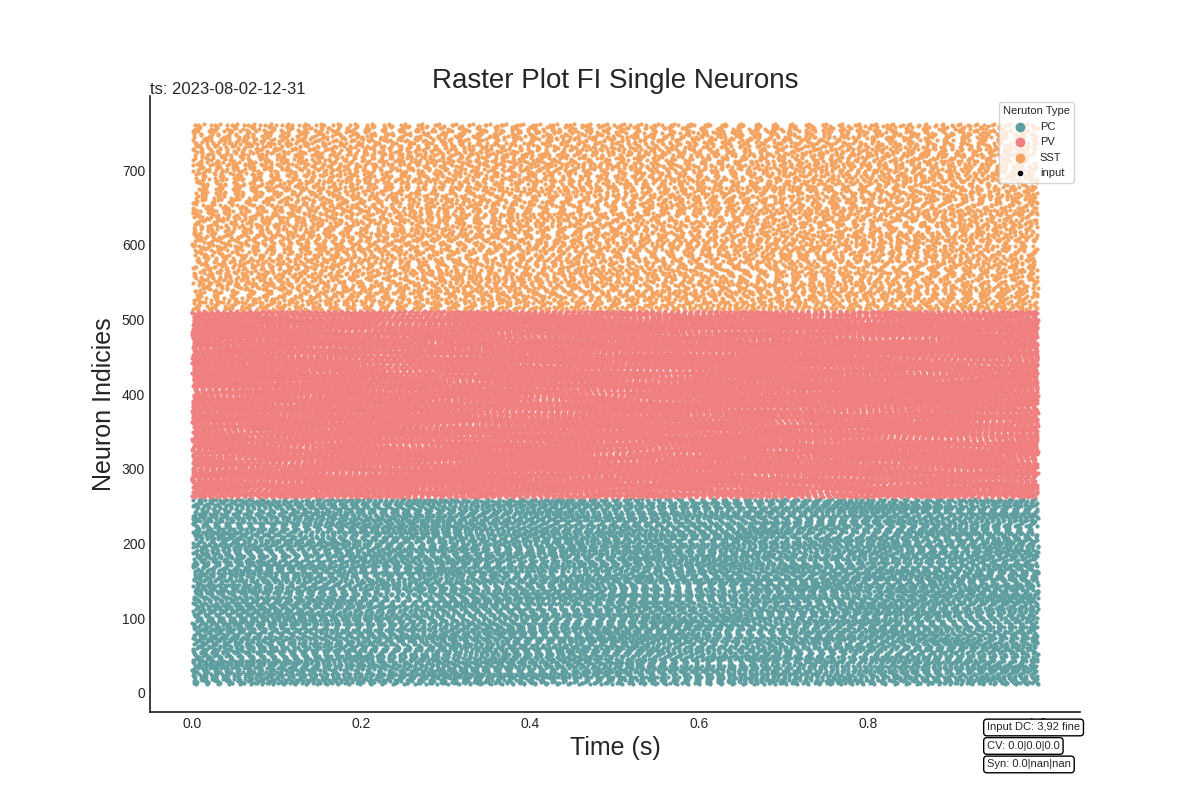 Raster Plot FI Single Neurons
ts: 2023-08-02-12-31
Neruton Type
PC
PV
SST
input
Neuron Indicies
700
600
500
400
300
200
100
0
0.0
0.2
0.4
0.6
0.8
Time (s)
Input DC: 3,92 fine
CV: 0.0|0.0|0.0
Syn: 0.0|nan|nan